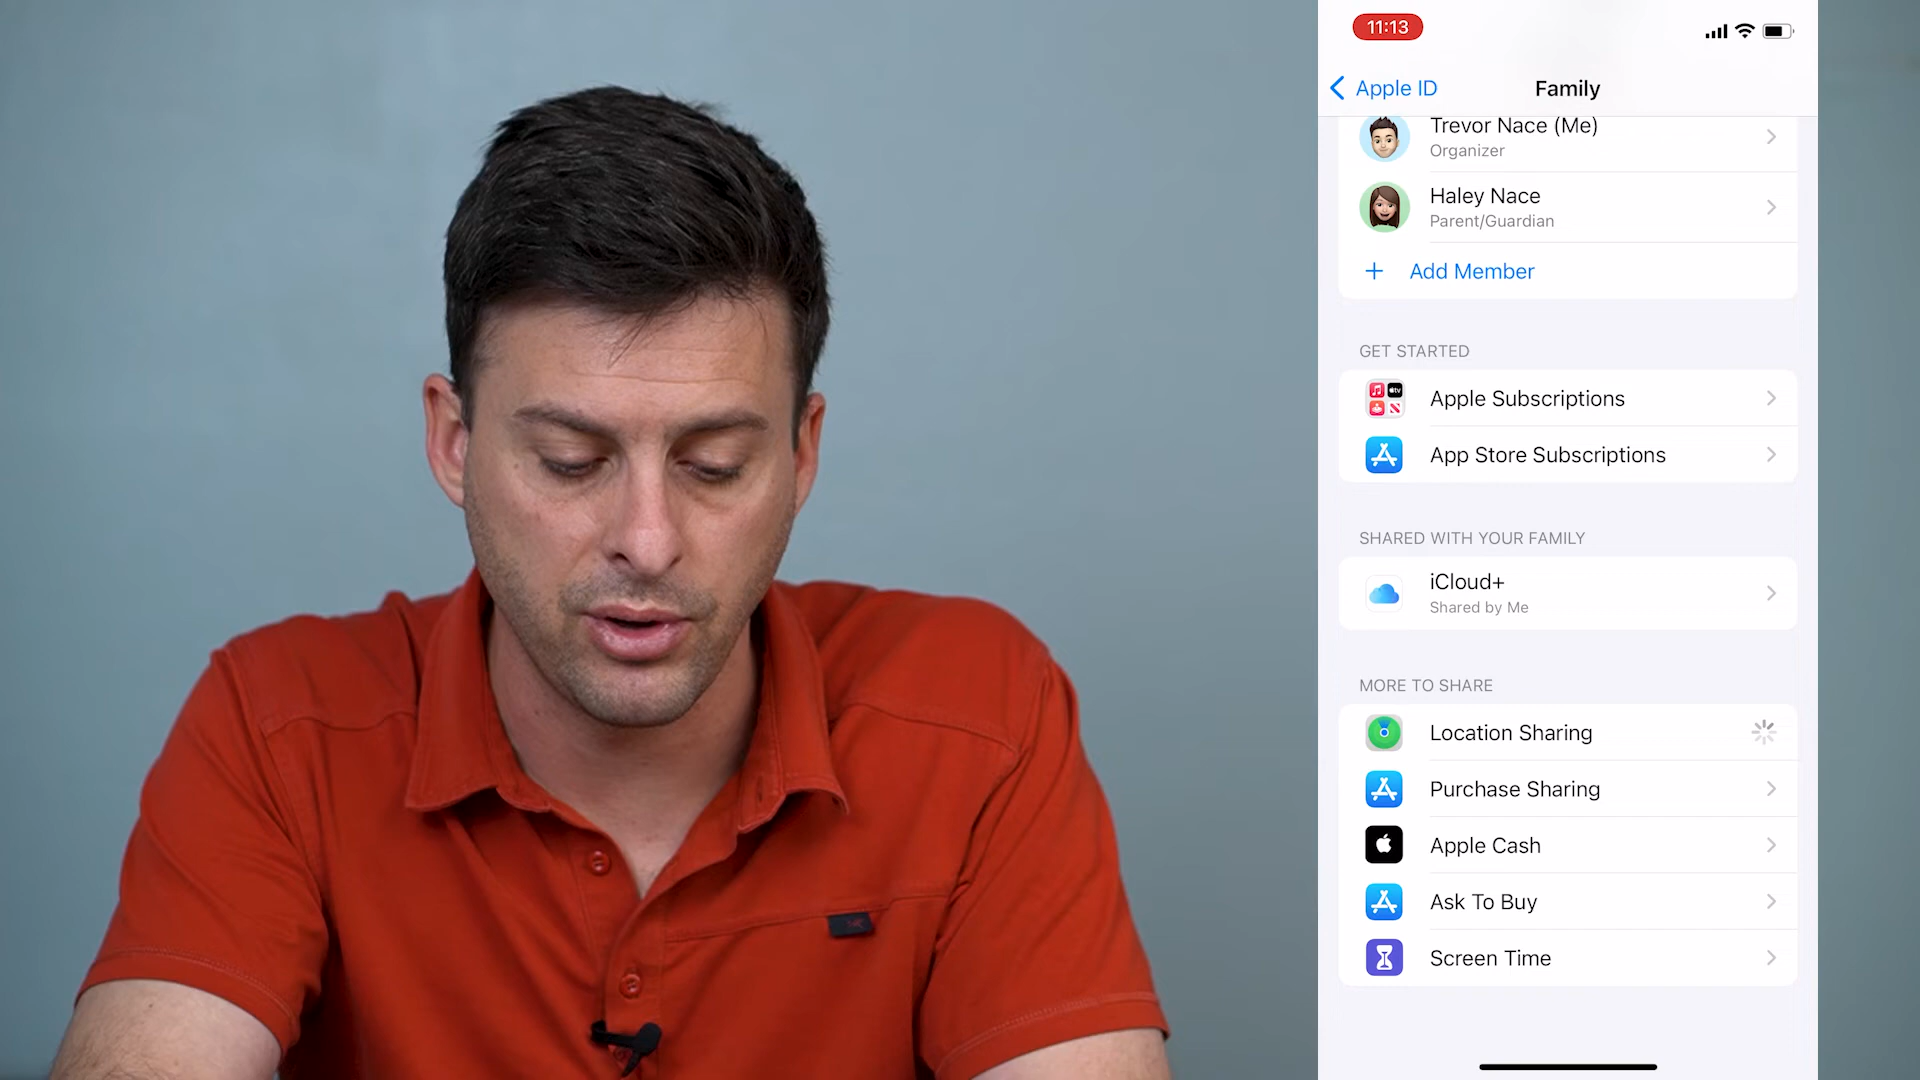 11:13
Apple ID
Family
Trevor Nace (Me)
Organizer
Haley Nace
Parent/Guardian
+ Add Member
GET STARTED
Apple Subscriptions
App Store Subscriptions
SHARED WITH YOUR FAMILY
iCloud+
Shared by Me
MORE TO SHARE
Location Sharing
Purchase Sharing
Apple Cash
Ask To Buy
Screen Time